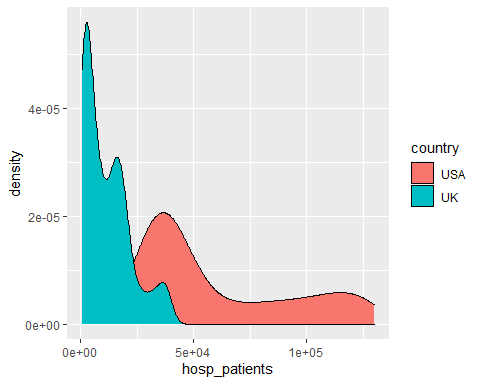 density
4e-05
2e-05
0e+00
0e+00 5e+04 1e+05
hosp_patients
country
USA
UK